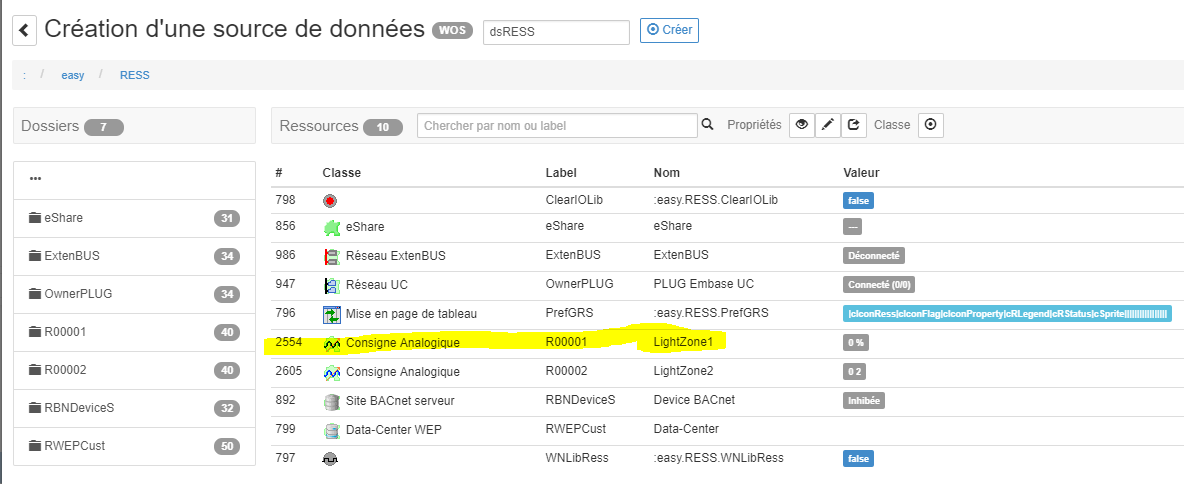 Création d'une source de données WOS dsRESS Créer
: / easy / RESS
Dossiers 7
Ressources 10 Chercher par nom ou label Propriétés Classe
...
eShare 31
ExtenBUS 34
OwnerPLUG 34
R00001 40
R00002 40
RBNDeviceS 32
RWEPCust 50
# Classe Label Nom Valeur
798 ClearIOLib :easy.RESS.ClearIOLib false
856 eShare eShare eShare ---
986 Réseau ExtenBUS ExtenBUS ExtenBUS Déconnecté
947 Réseau UC OwnerPLUG PLUG Embase UC Connecté (0/0)
796 Mise en page de tableau PrefGRS :easy.RESS.PrefGRS |cIconRess|cIconFlag|cIconProperty|cRLegend|cRStatus|cSprite||||||||||||||||
2554 Consigne Analogique R00001 LightZone1 0 %
2605 Consigne Analogique R00002 LightZone2 0 2
892 Site BACnet serveur RBNDeviceS Device BACnet Inhibée
799 Data-Center WEP RWEPCust Data-Center
797 WNLibRess :easy.RESS.WNLibRess false